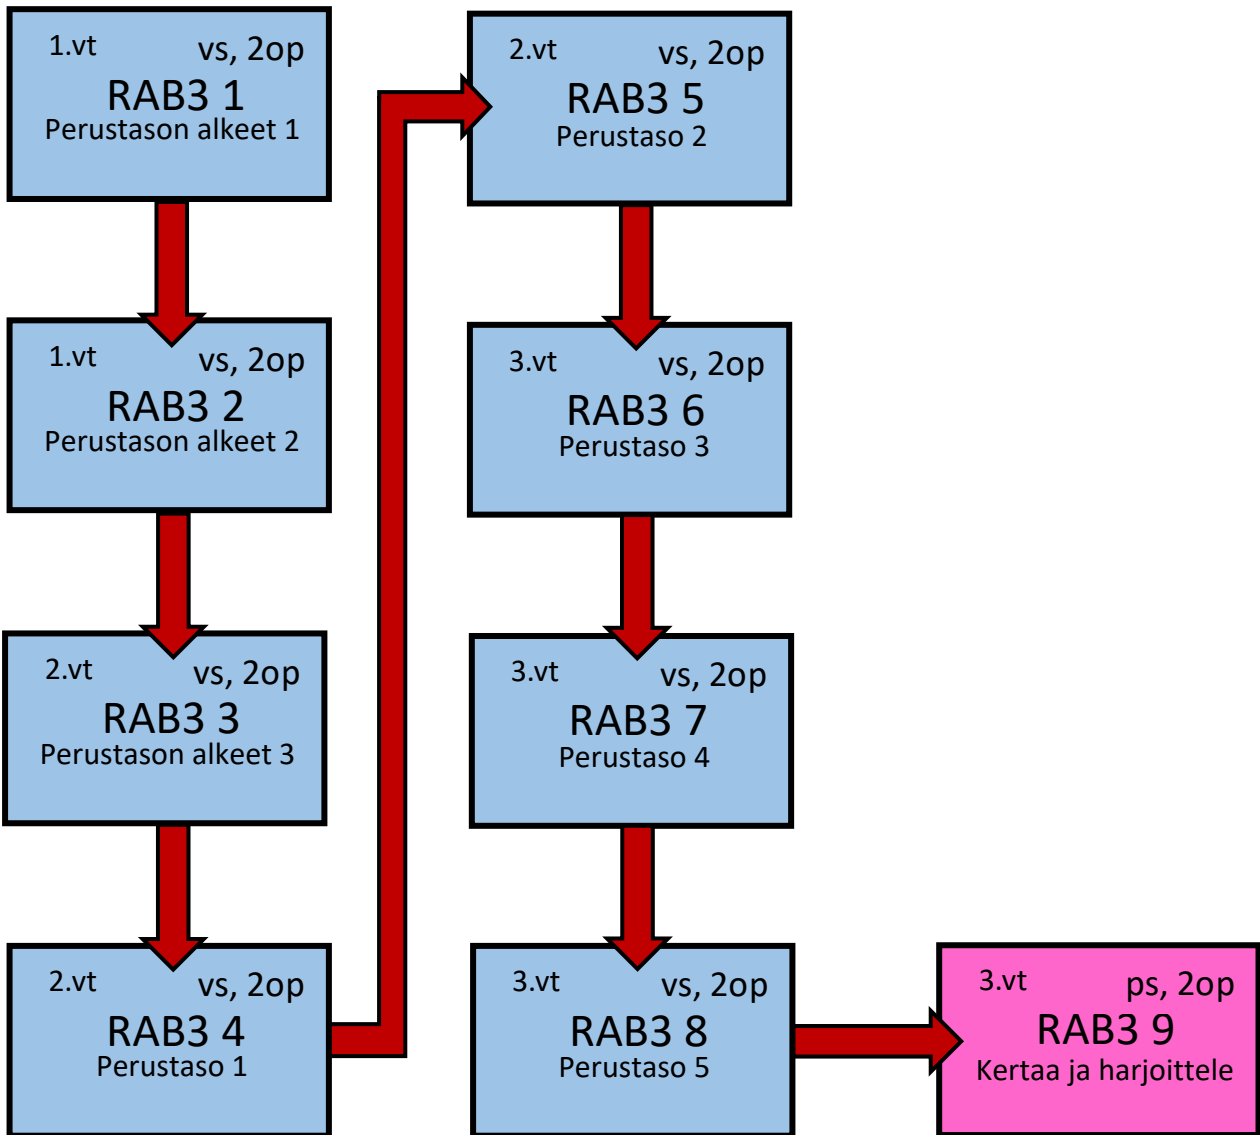 1.vt vs, 2op
RAB3 1
Perustason alkeet 1
1.vt vs, 2op
RAB3 2
Perustason alkeet 2
2.vt vs, 2op
RAB3 3
Perustason alkeet 3
2.vt vs, 2op
RAB3 4
Perustaso 1
2.vt vs, 2op
RAB3 5
Perustaso 2
3.vt vs, 2op
RAB3 6
Perustaso 3
3.vt vs, 2op
RAB3 7
Perustaso 4
3.vt vs, 2op
RAB3 8
Perustaso 5
3.vt ps, 2op
RAB3 9
Kertaa ja harjoittele